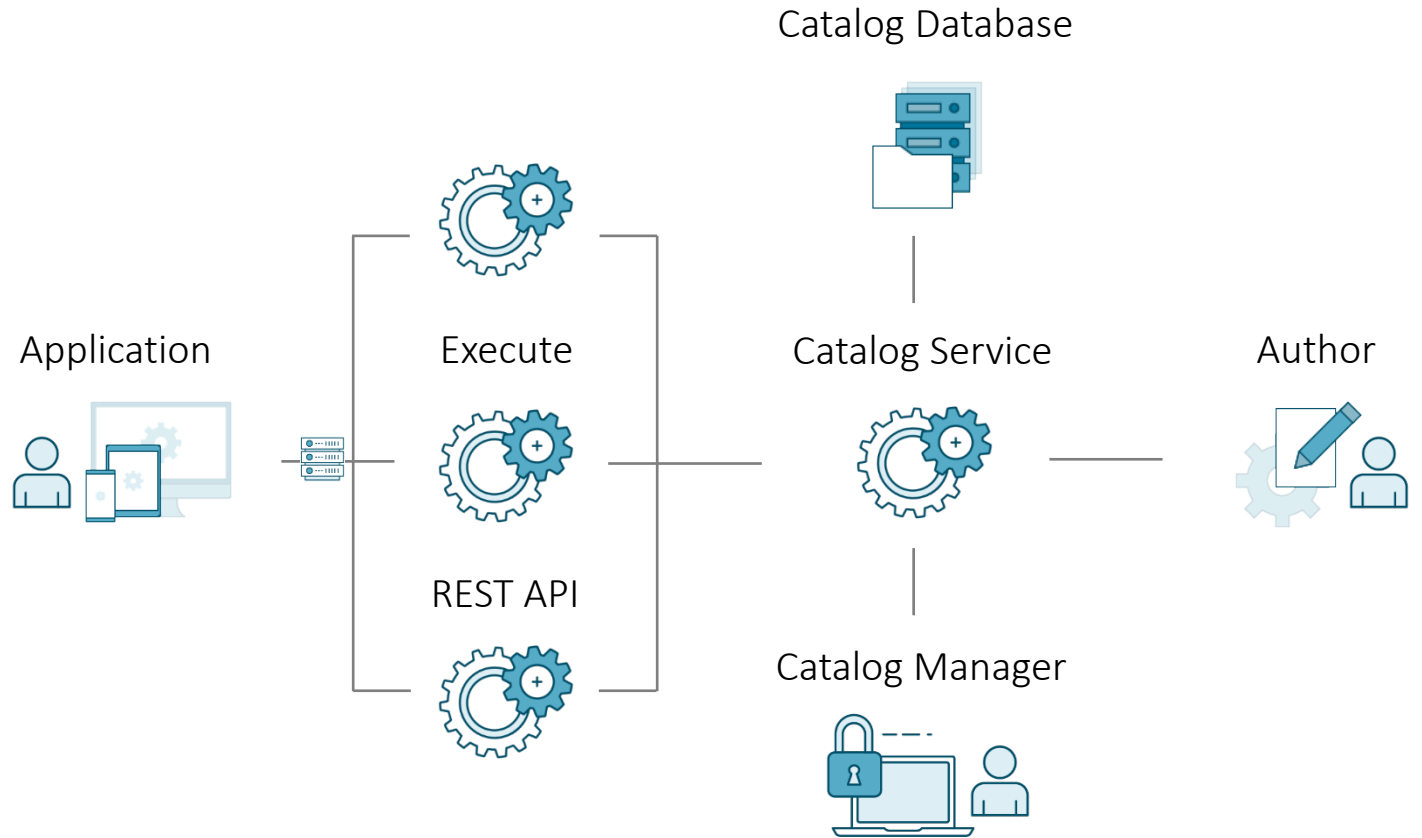 Catalog Database
Application
Execute
Catalog Service
Author
REST API
Catalog Manager